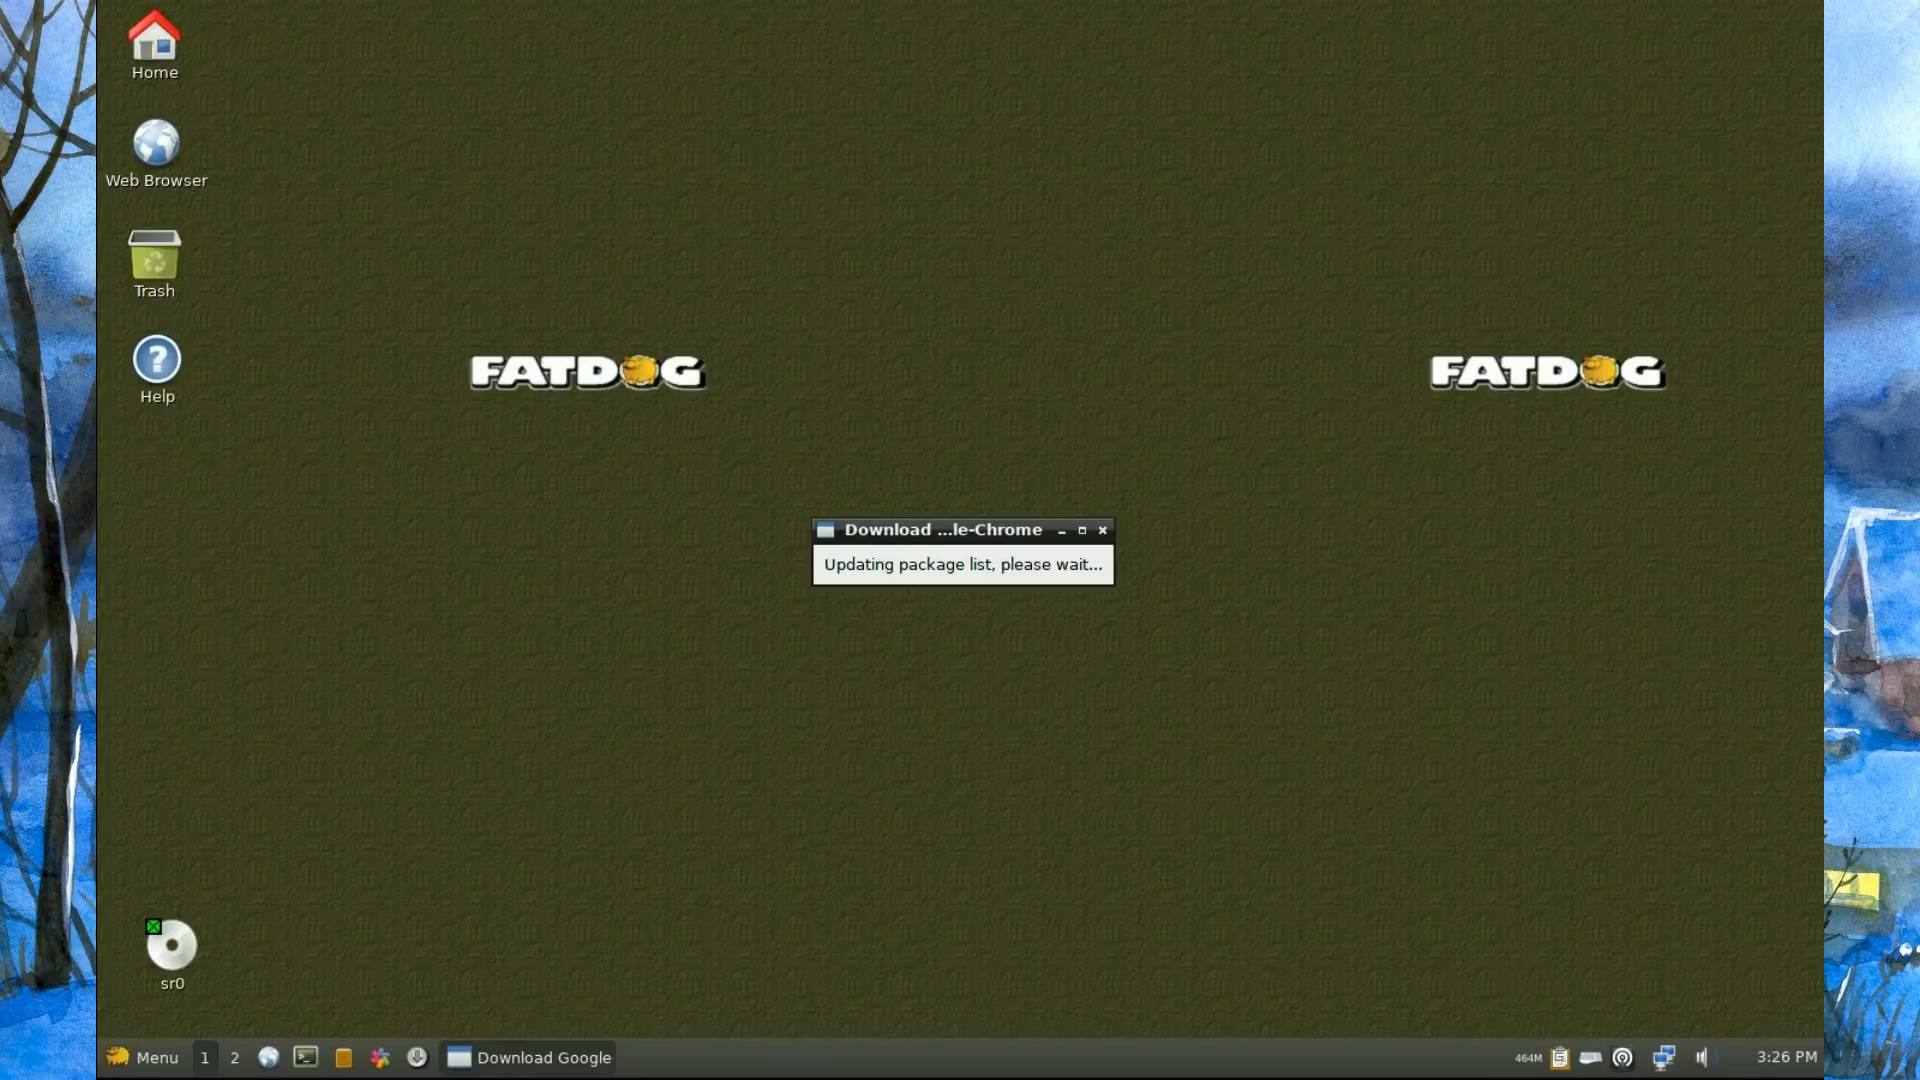 Home
Web Browser
Trash
Help
FATDOG
FATDOG
Download ...le-Chrome
Updating package list, please wait...
sr0
Menu
1
2
Download Google
464M
3:26 PM